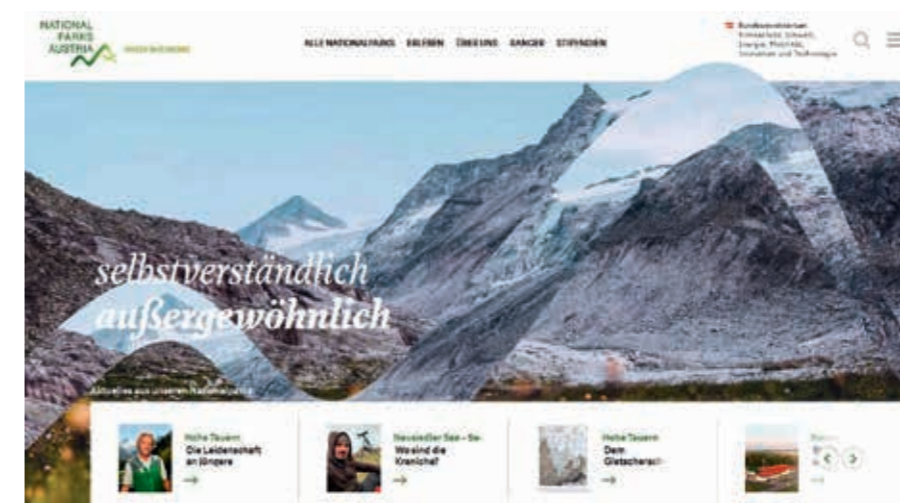 NATIONAL
PARKS
AUSTRIA
ALLE NATIONALPARKS ERLEBEN ÜBER UNS RANGER STIPENDIEN
Bundesministerium
Klimaschutz, Umwelt,
Energie, Mobilität,
Innovation und Technologie
selbstverständlich
außergewöhnlich
Aktuelles aus unseren Nationalparks
Hohe Tauern
Die Leidenschaft
an jüngere
Neusiedler See – Se-
Wo sind die
Kraniche?
Hohe Tauern
Dem
Gletschersch